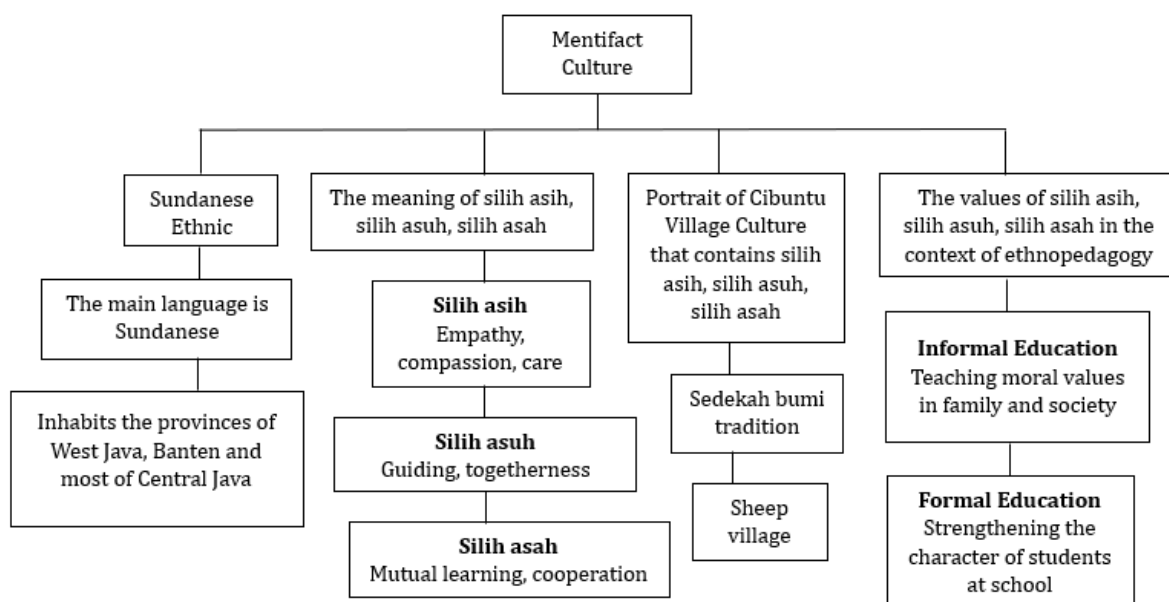 Mentifact
Culture
Sundanese
Ethnic
The main language is
Sundanese
Inhabits the provinces of
West Java, Banten and
most of Central Java
The meaning of silih asih,
silih asuh, silih asah
Silih asih
Empathy,
compassion, care
Silih asuh
Guiding, togetherness
Silih asah
Mutual learning, cooperation
Portrait of Cibuntu
Village Culture
that contains silih
asih, silih asuh,
silih asah
Sedekah bumi
tradition
Sheep
village
The values of silih asih,
silih asuh, silih asah in the
context of ethnopedagogy
Informal Education
Teaching moral values
in family and society
Formal Education
Strengthening the
character of students
at school